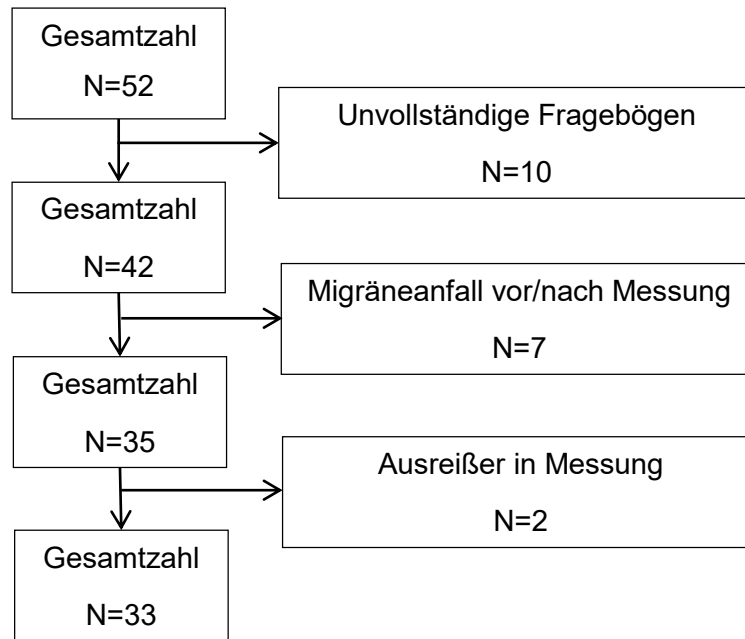 Gesamtzahl
N=52
Unvollständige Fragebögen
N=10
Gesamtzahl
N=42
Migräneanfall vor/nach Messung
N=7
Gesamtzahl
N=35
Ausreißer in Messung
N=2
Gesamtzahl
N=33